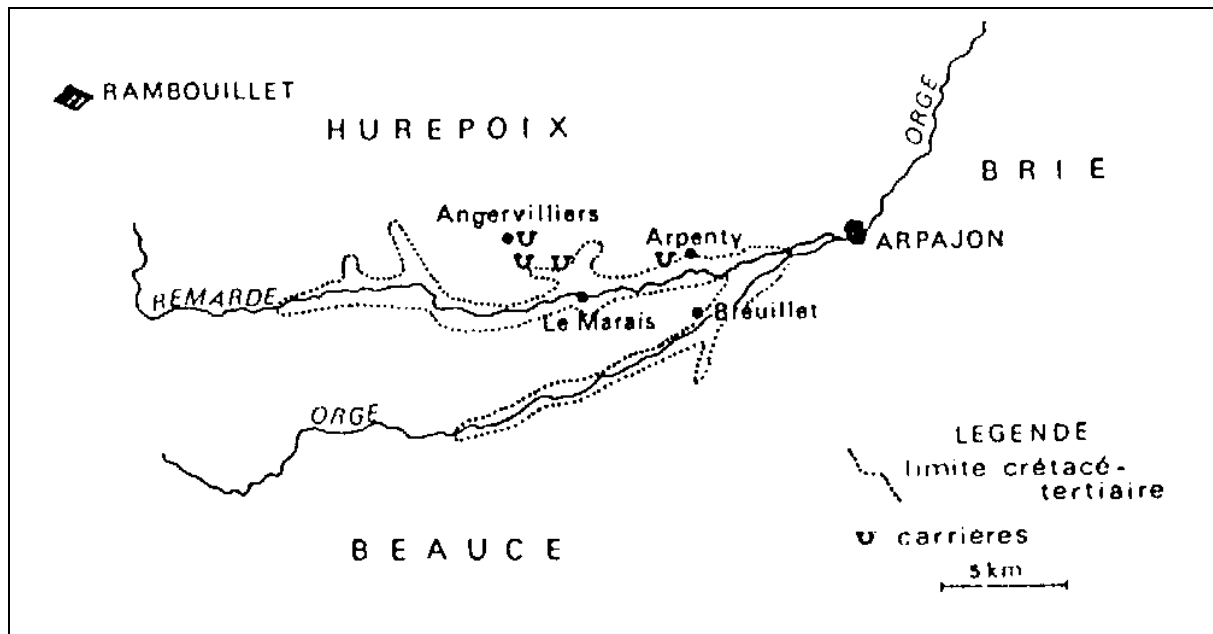 RAMBOUILLET
HUREPOIX
ORGE
BRIE
Angervilliers
Arpenty
ARPAJON
REMARDE
Le Marais
Breuillet
ORGE
LEGENDE
limite crétacé-
tertiaire
carrières
5 km
BEAUCE